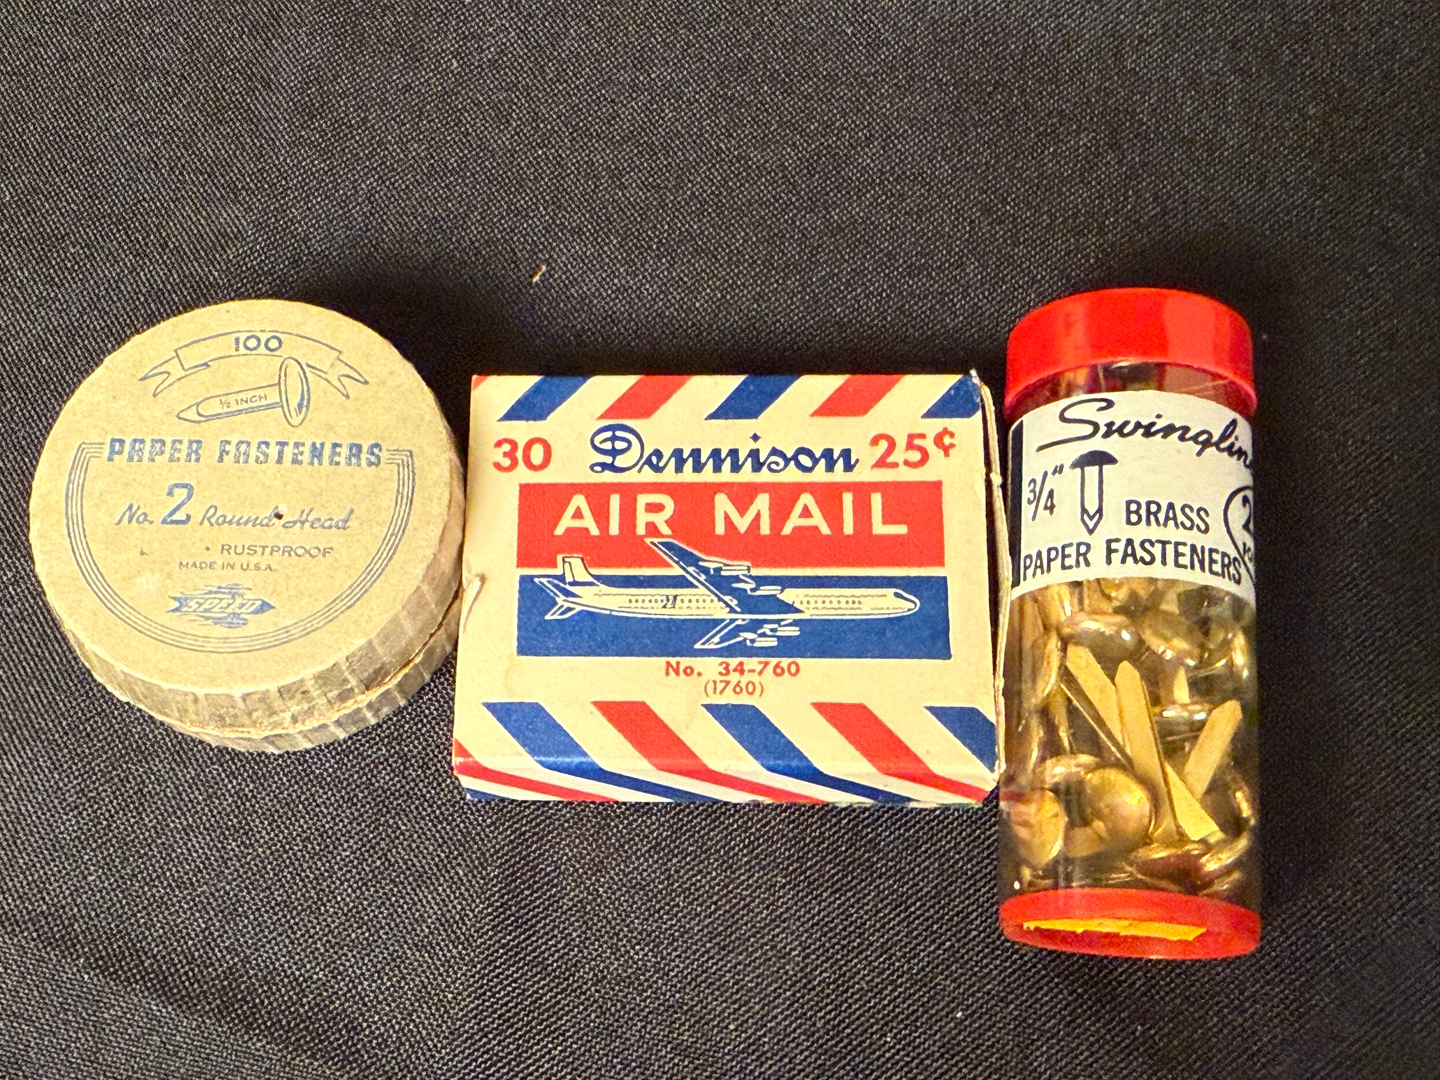 100
½ INCH
PAPER FASTENERS
No. 2 Round Head
• RUSTPROOF
MADE IN U.S.A.
SPEED
30 Dennison 25¢
AIR MAIL
No. 34-760
(1760)
Swingline
3/4"
BRASS
PAPER FASTENERS